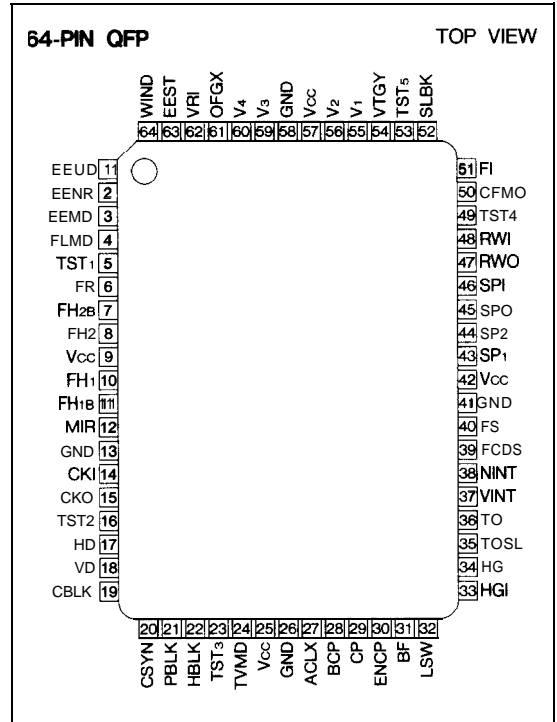 64-PIN QFP
TOP VIEW
WIND EEST VRI OFGX V4 V3 GND Vcc V2 V1 VTGY TST5 SLBK
64 63 62 61 60 59 58 57 56 55 54 53 52
EEUD 11
EENR 2
EEMD 3
FLMD 4
TST1 5
FR 6
FH2B 7
FH2 8
Vcc 9
FH1 10
FH1B 11
MIR 12
GND 13
CKI 14
CKO 15
TST2 16
HD 17
VD 18
CBLK 19
51 FI
50 CFMO
49 TST4
48 RWI
47 RWO
46 SPI
45 SPO
44 SP2
43 SP1
42 Vcc
41 GND
40 FS
39 FCDS
38 NINT
37 VINT
36 TO
35 TOSL
34 HG
33 HGI
20 21 22 23 24 25 26 27 28 29 30 31 32
CSYN PBLK HBLK TST3 TVMD Vcc GND ACLX BCP CP ENCP BF LSW